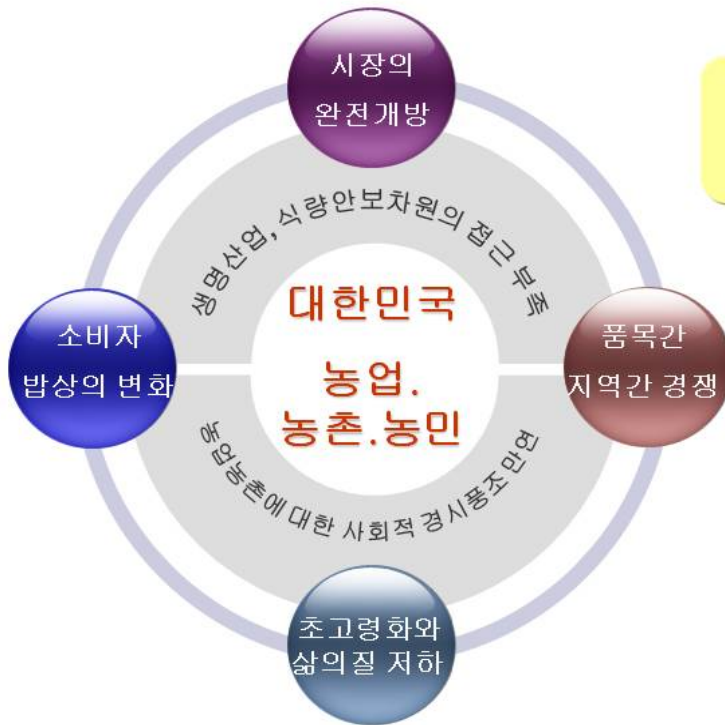 시장의
완전개방
생명산업,식량안보차원의 접근 부족
소비자
밥상의 변화
대한민국
농업.
농촌.농민
품목간
지역간 경쟁
농업농촌에 대한 사회적 경시풍조 만연
초고령화와
삶의질 저하